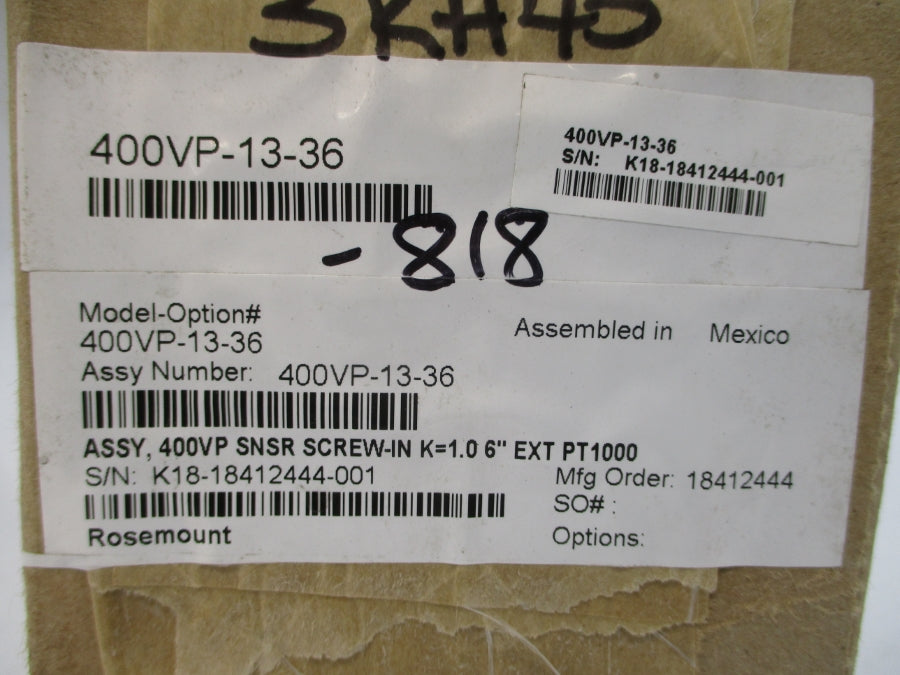 400VP-13-36
400VP-13-36
S/N: K18-18412444-001
-818
Model-Option#
400VP-13-36
Assembled in Mexico
Assy Number: 400VP-13-36
ASSY, 400VP SNSR SCREW-IN K=1.0 6" EXT PT1000
S/N: K18-18412444-001
Mfg Order: 18412444
SO# :
Rosemount
Options: